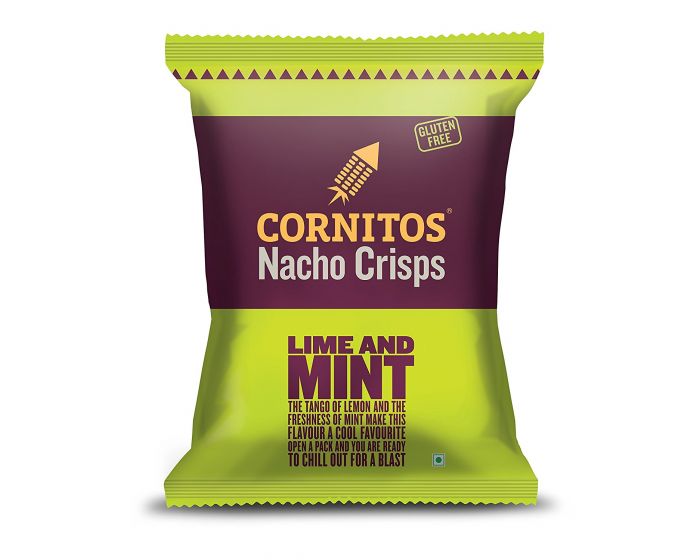 GLUTEN
FREE
CORNITOS®
Nacho Crisps
LIME AND
MINT
THE TANGO OF LEMON AND THE
FRESHNESS OF MINT MAKE THIS
FLAVOUR A COOL FAVOURITE
OPEN A PACK AND YOU ARE READY
TO CHILL OUT FOR A BLAST